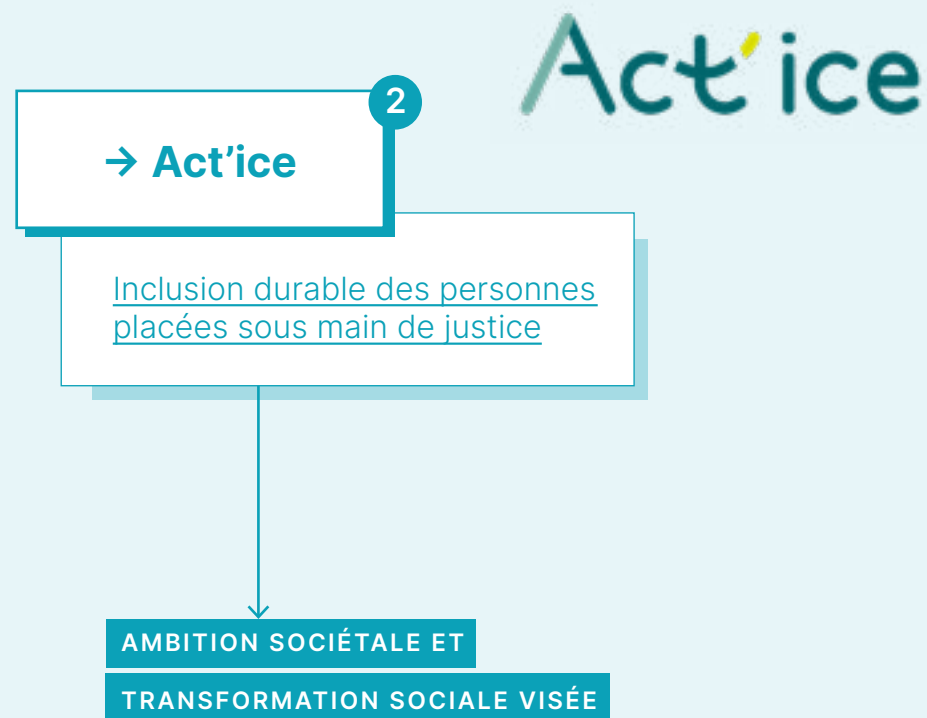 Act'ice
2
→ Act’ice
Inclusion durable des personnes
placées sous main de justice
AMBITION SOCIÉTALE ET
TRANSFORMATION SOCIALE VISÉE